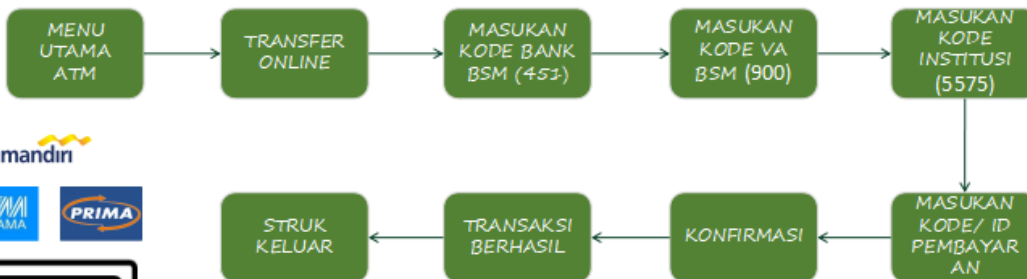 MENU
UTAMA
ATM
TRANSFER
ONLINE
MASUKAN
KODE BANK
BSM (451)
MASUKAN
KODE VA
BSM (900)
MASUKAN
KODE
INSTITUSI
(5575)
mandiri
AMA
PRIMA
STRUK
KELUAR
TRANSAKSI
BERHASIL
KONFIRMASI
MASUKAN
KODE/ ID
PEMBAYAR
AN